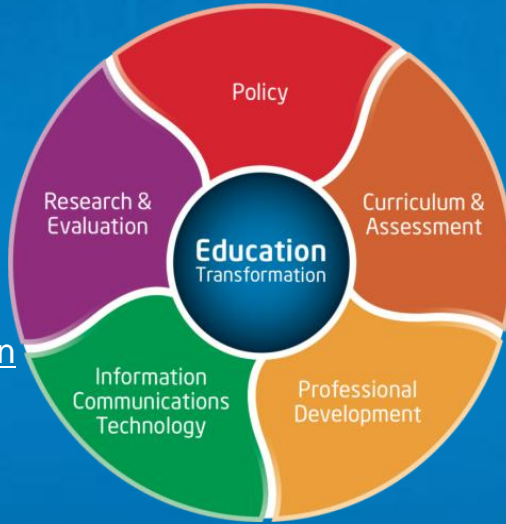 Policy
Research &
Evaluation
Curriculum &
Assessment
Education
Transformation
n
Information
Communications
Technology
Professional
Development